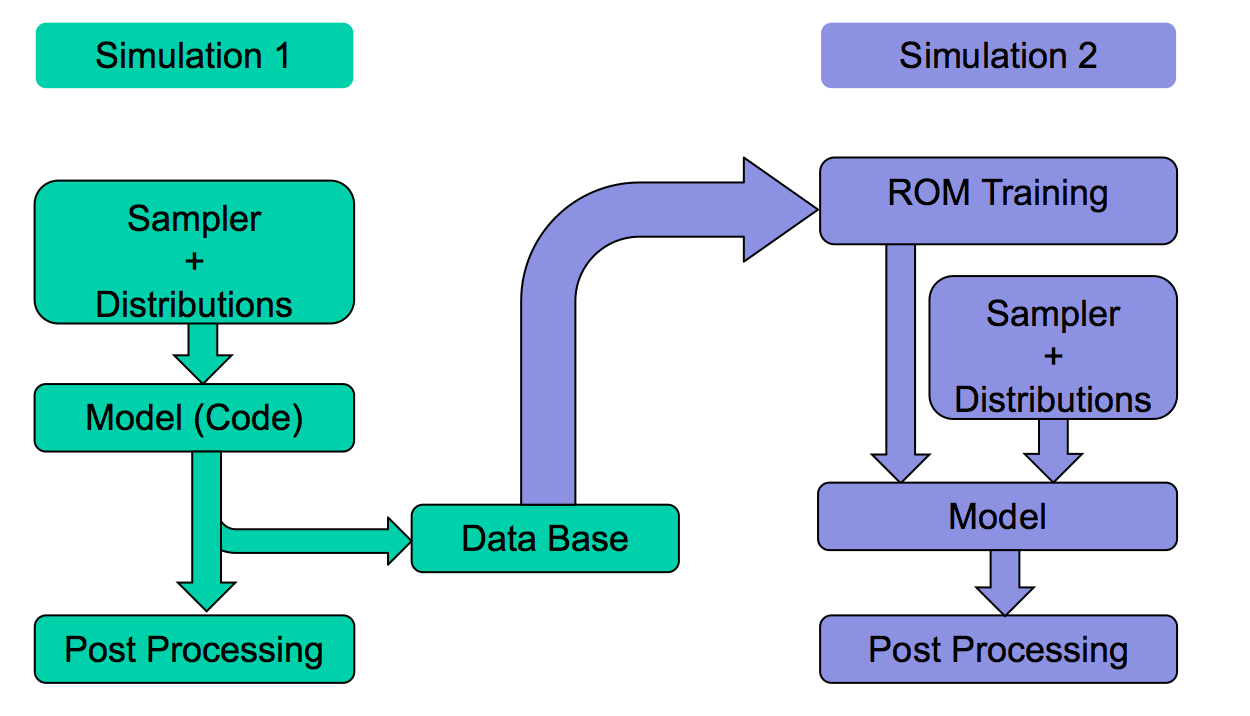 Simulation 1
Simulation 2
Sampler
+
Distributions
Model (Code)
Data Base
Post Processing
ROM Training
Sampler
+
Distributions
Model
Post Processing